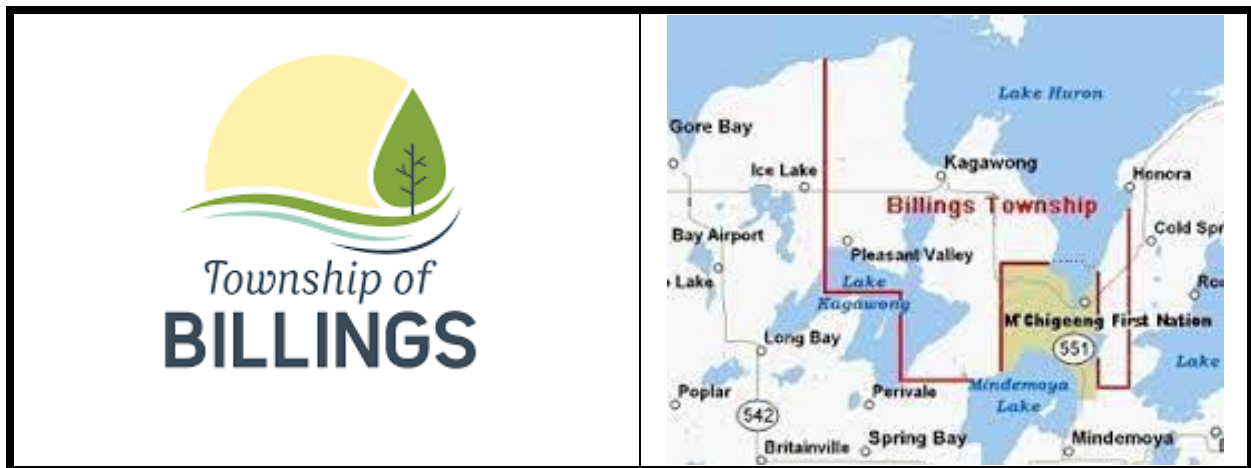 Township of
BILLINGS
Lake Huron
Gore Bay
Ice Lake
Kagawong
Honora
Billings Township
Bay Airport
Pleasant Valley
Cold Spr
Lake
Lake
Kagawong
M'Chigeeng First Nation
Long Bay
551
Lake
Poplar
Perivale
Mindemoya
Lake
542
Britainville
Spring Bay
Mindemoya